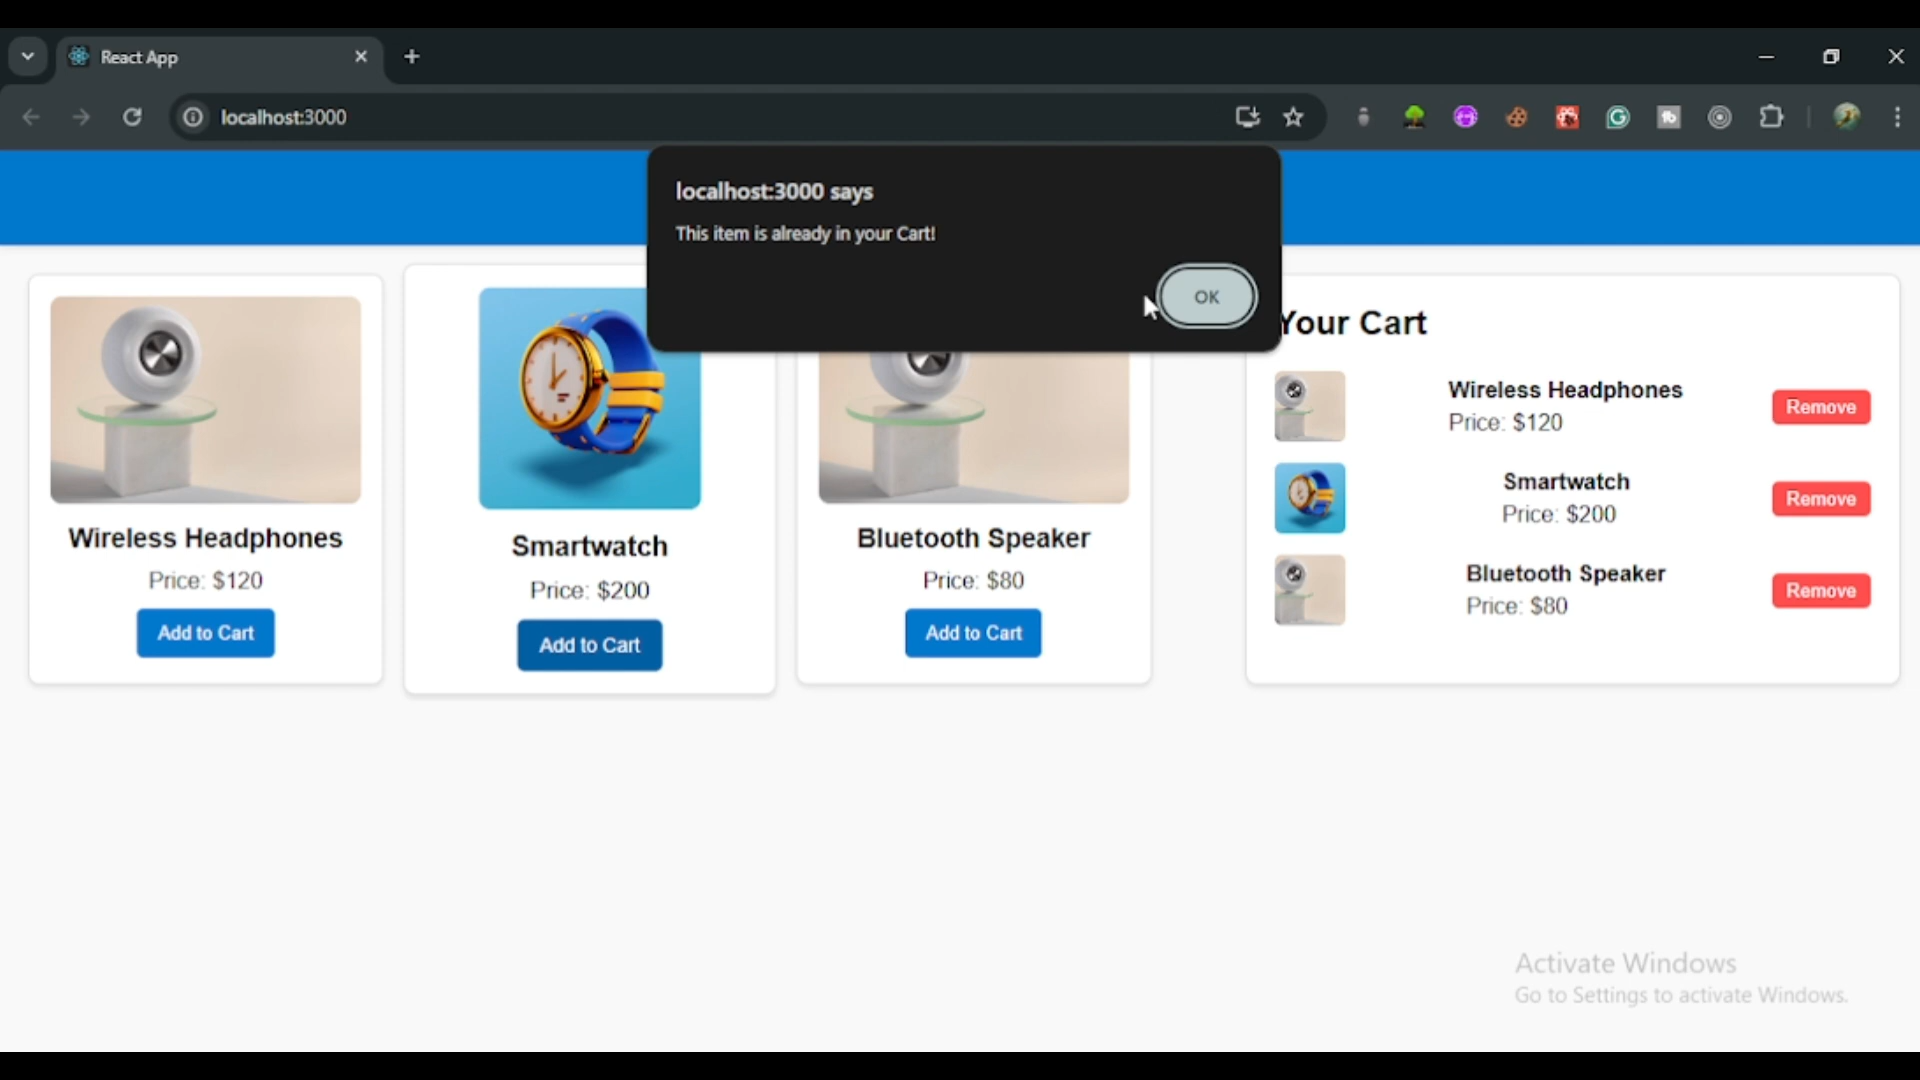 React App
localhost:3000
localhost:3000 says
This item is already in your Cart!
OK
Wireless Headphones
Price: $120
Add to Cart
Smartwatch
Price: $200
Add to Cart
Bluetooth Speaker
Price: $80
Add to Cart
Your Cart
Wireless Headphones
Price: $120
Remove
Smartwatch
Price: $200
Remove
Bluetooth Speaker
Price: $80
Remove
Activate Windows
Go to Settings to activate Windows.